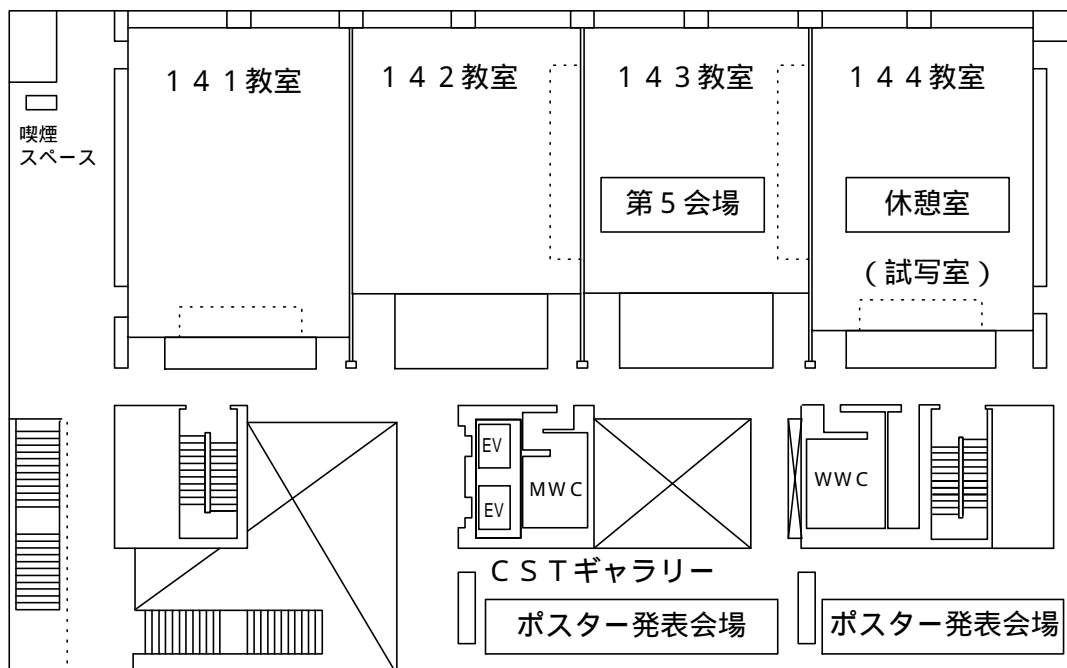 １４１教室
１４２教室
１４３教室
１４４教室
喫煙
スペース
第５会場
休憩室
（試写室）
EV
EV
ＭＷＣ
ＷＷＣ
ＣＳＴギャラリー
ポスター発表会場
ポスター発表会場